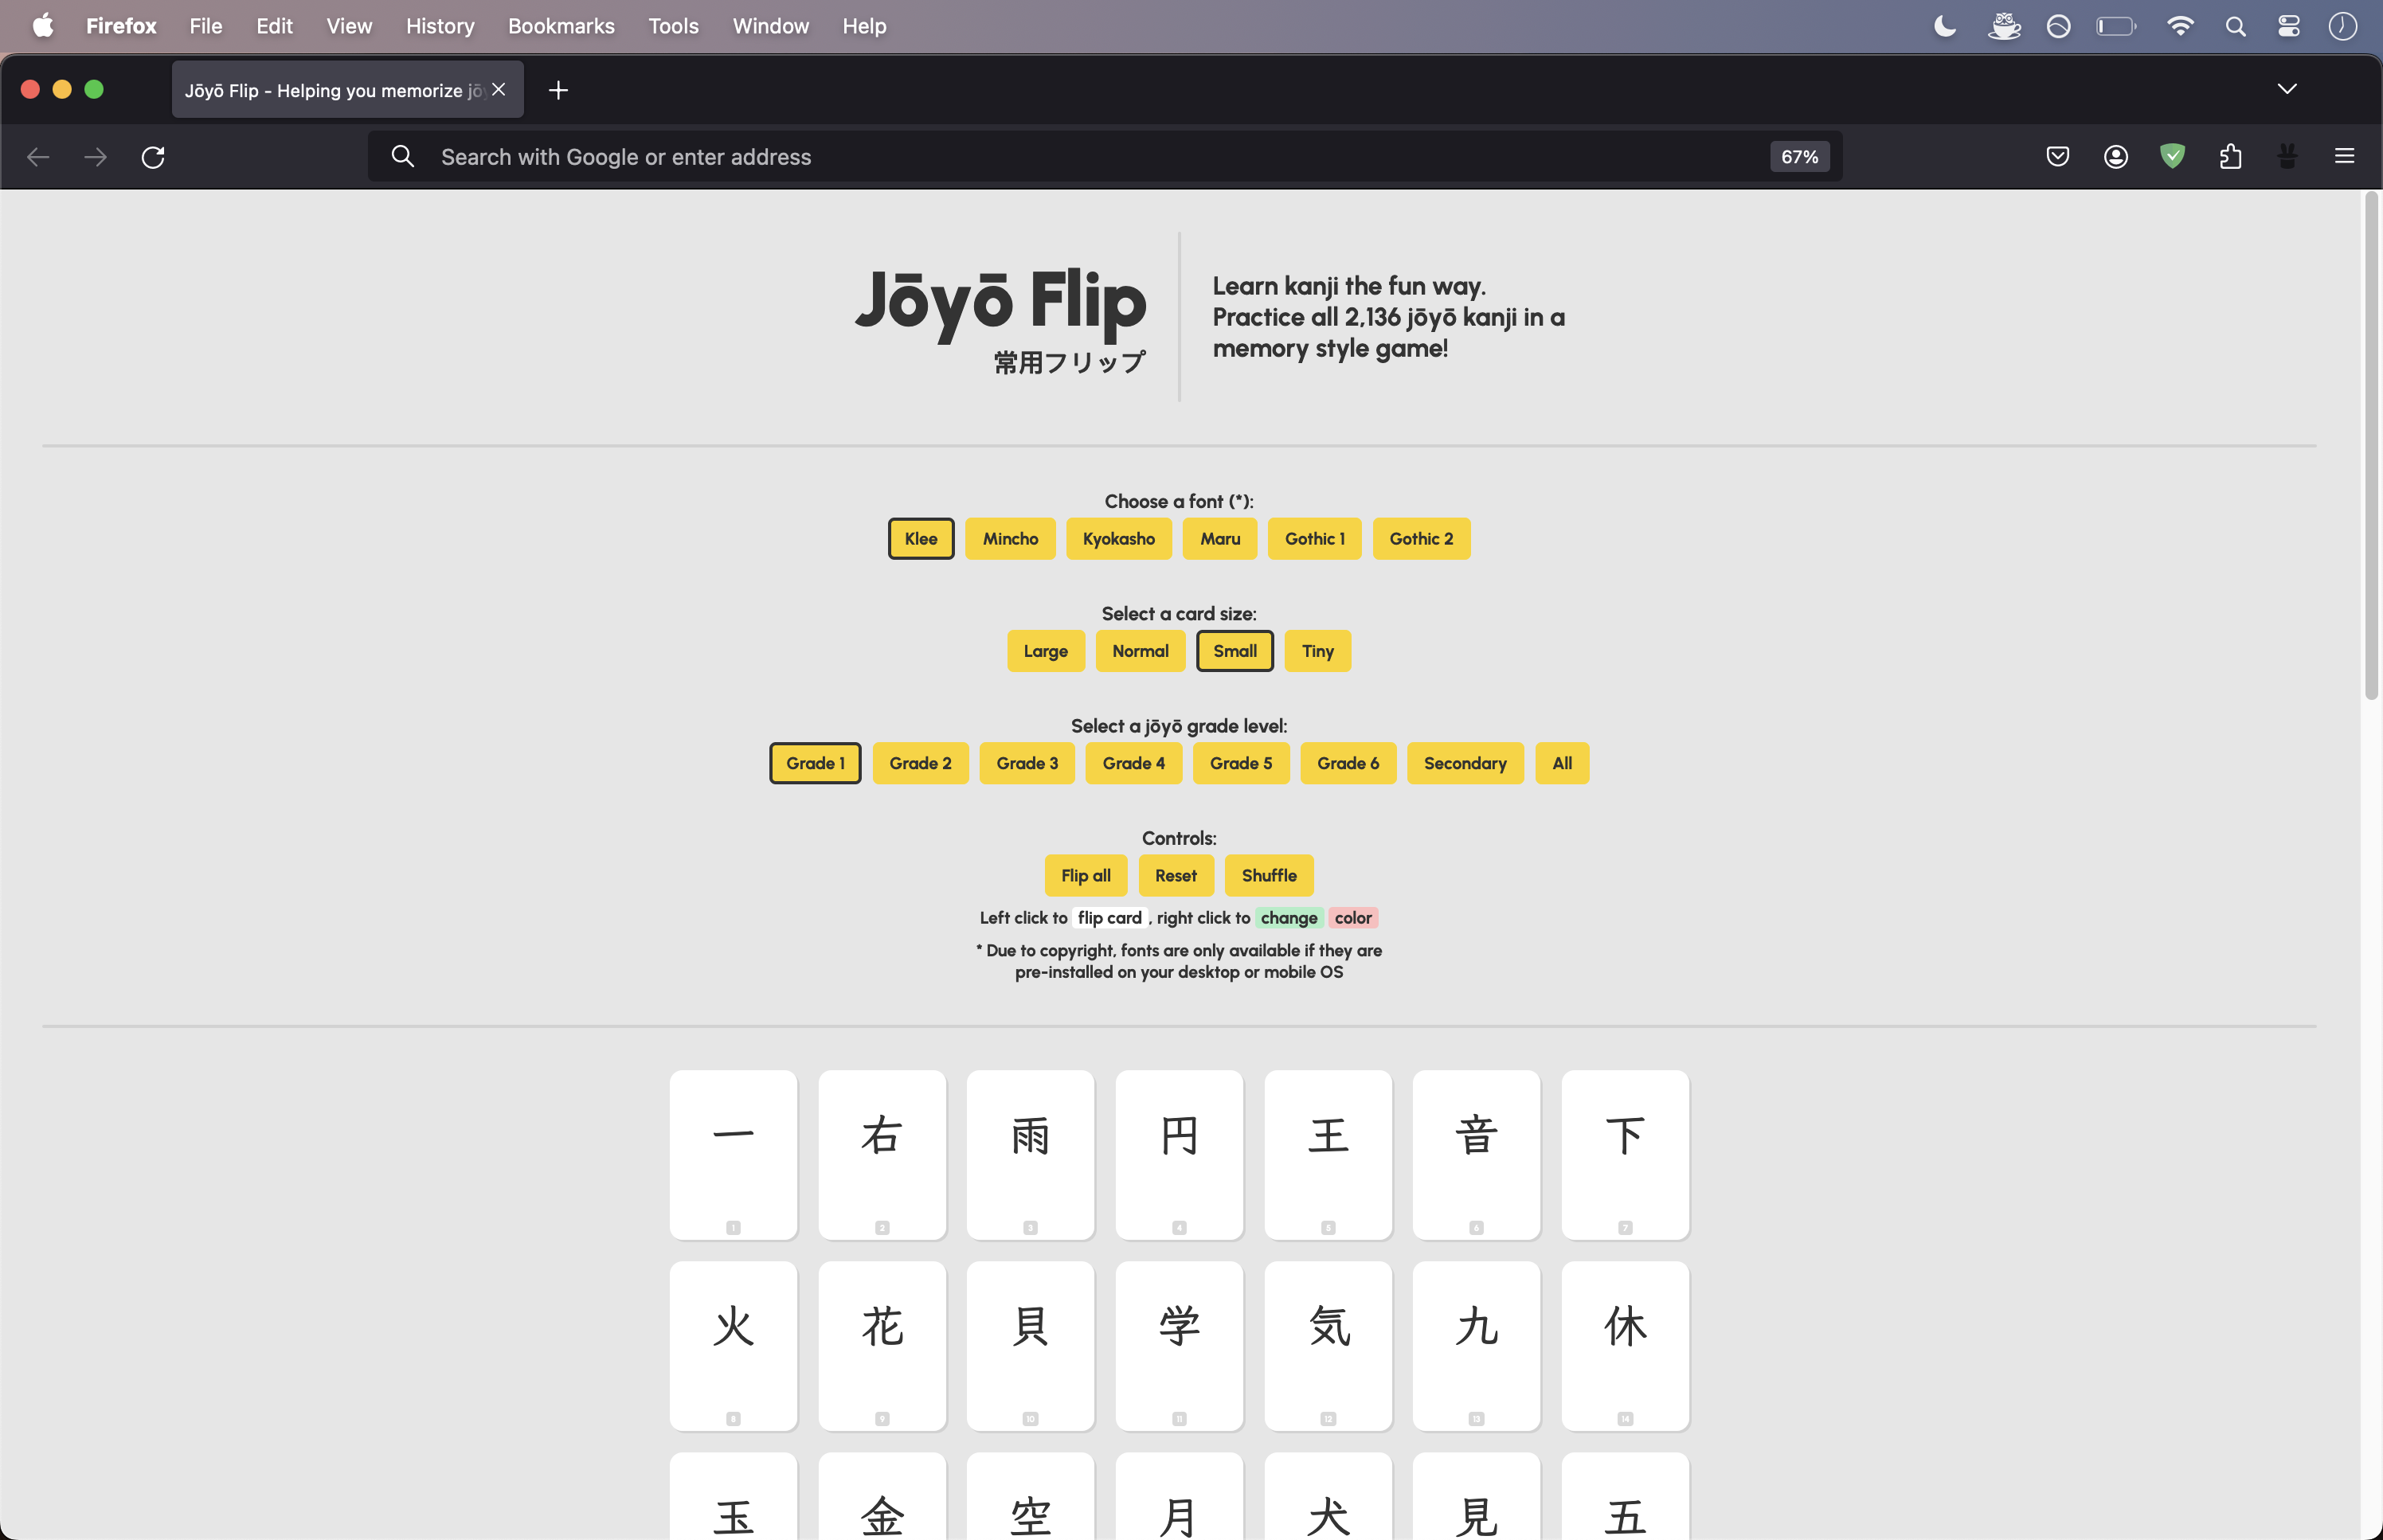 Firefox File Edit View History Bookmarks Tools Window Help
Jōyō Flip - Helping you memorize jōy
Search with Google or enter address 67%
Jōyō Flip
常用フリップ
Learn kanji the fun way.
Practice all 2,136 jōyō kanji in a
memory style game!
Choose a font (*):
Klee Mincho Kyokasho Maru Gothic 1 Gothic 2
Select a card size:
Large Normal Small Tiny
Select a jōyō grade level:
Grade 1 Grade 2 Grade 3 Grade 4 Grade 5 Grade 6 Secondary All
Controls:
Flip all Reset Shuffle
Left click to flip card, right click to change color
* Due to copyright, fonts are only available if they are
pre-installed on your desktop or mobile OS
一 右 雨 円 王 音 下
1 2 3 4 5 6 7
火 花 貝 学 気 九 休
8 9 10 11 12 13 14
玉 金 空 月 犬 見 五